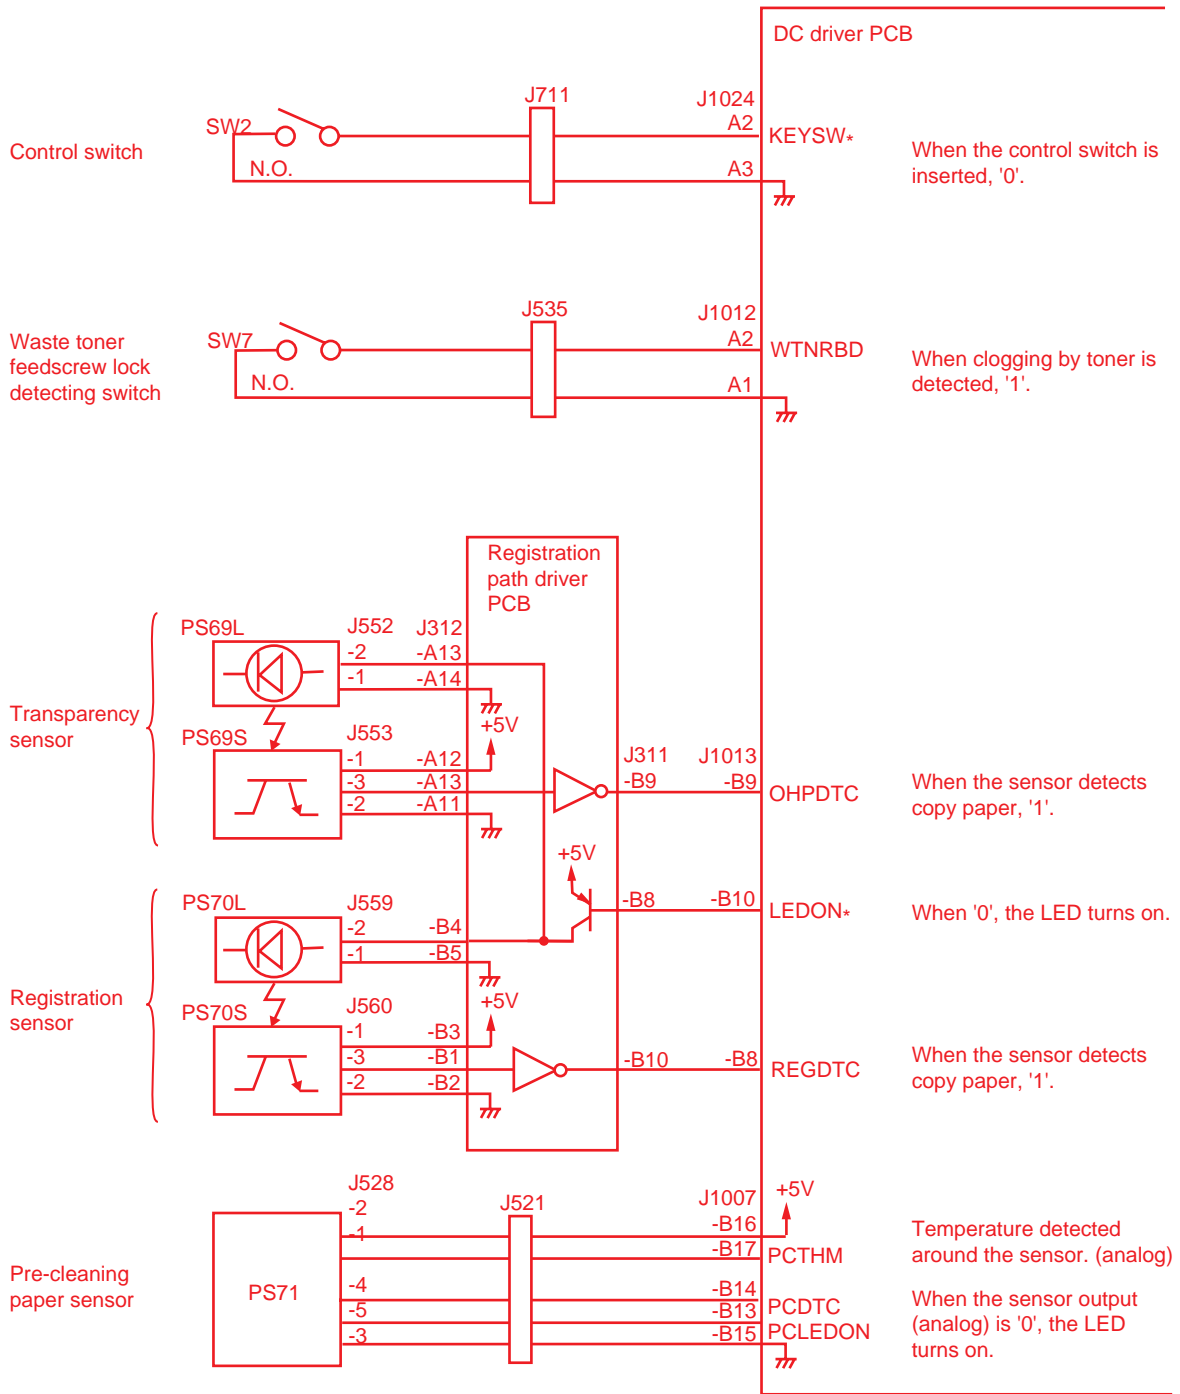 DC driver PCB
J711
J1024
SW2
A2
KEYSW*
Control switch
N.O.
A3
When the control switch is
inserted, '0'.
J535
J1012
Waste toner
feedscrew lock
detecting switch
SW7
A2
WTNRBD
N.O.
A1
When clogging by toner is
detected, '1'.
Registration
path driver
PCB
PS69L
J552
J312
-2
-A13
-1
-A14
Transparency
sensor
+5V
PS69S
J553
-1
-A12
-3
-A13
-2
-A11
J311
J1013
-B9
-B9
OHPDTC
When the sensor detects
copy paper, '1'.
+5V
PS70L
J559
-B8
-B10
LEDON*
When '0', the LED turns on.
-2
-B4
-1
-B5
Registration
sensor
+5V
PS70S
J560
-1
-B3
-3
-B1
-2
-B2
-B10
-B8
REGDTC
When the sensor detects
copy paper, '1'.
J528
J521
J1007
+5V
-2
-1
-B16
-B17
PCTHM
Temperature detected
around the sensor. (analog)
Pre-cleaning
paper sensor
PS71
-4
-B14
PCDTC
-5
-B13
-3
-B15
PCLEDON
When the sensor output
(analog) is '0', the LED
turns on.